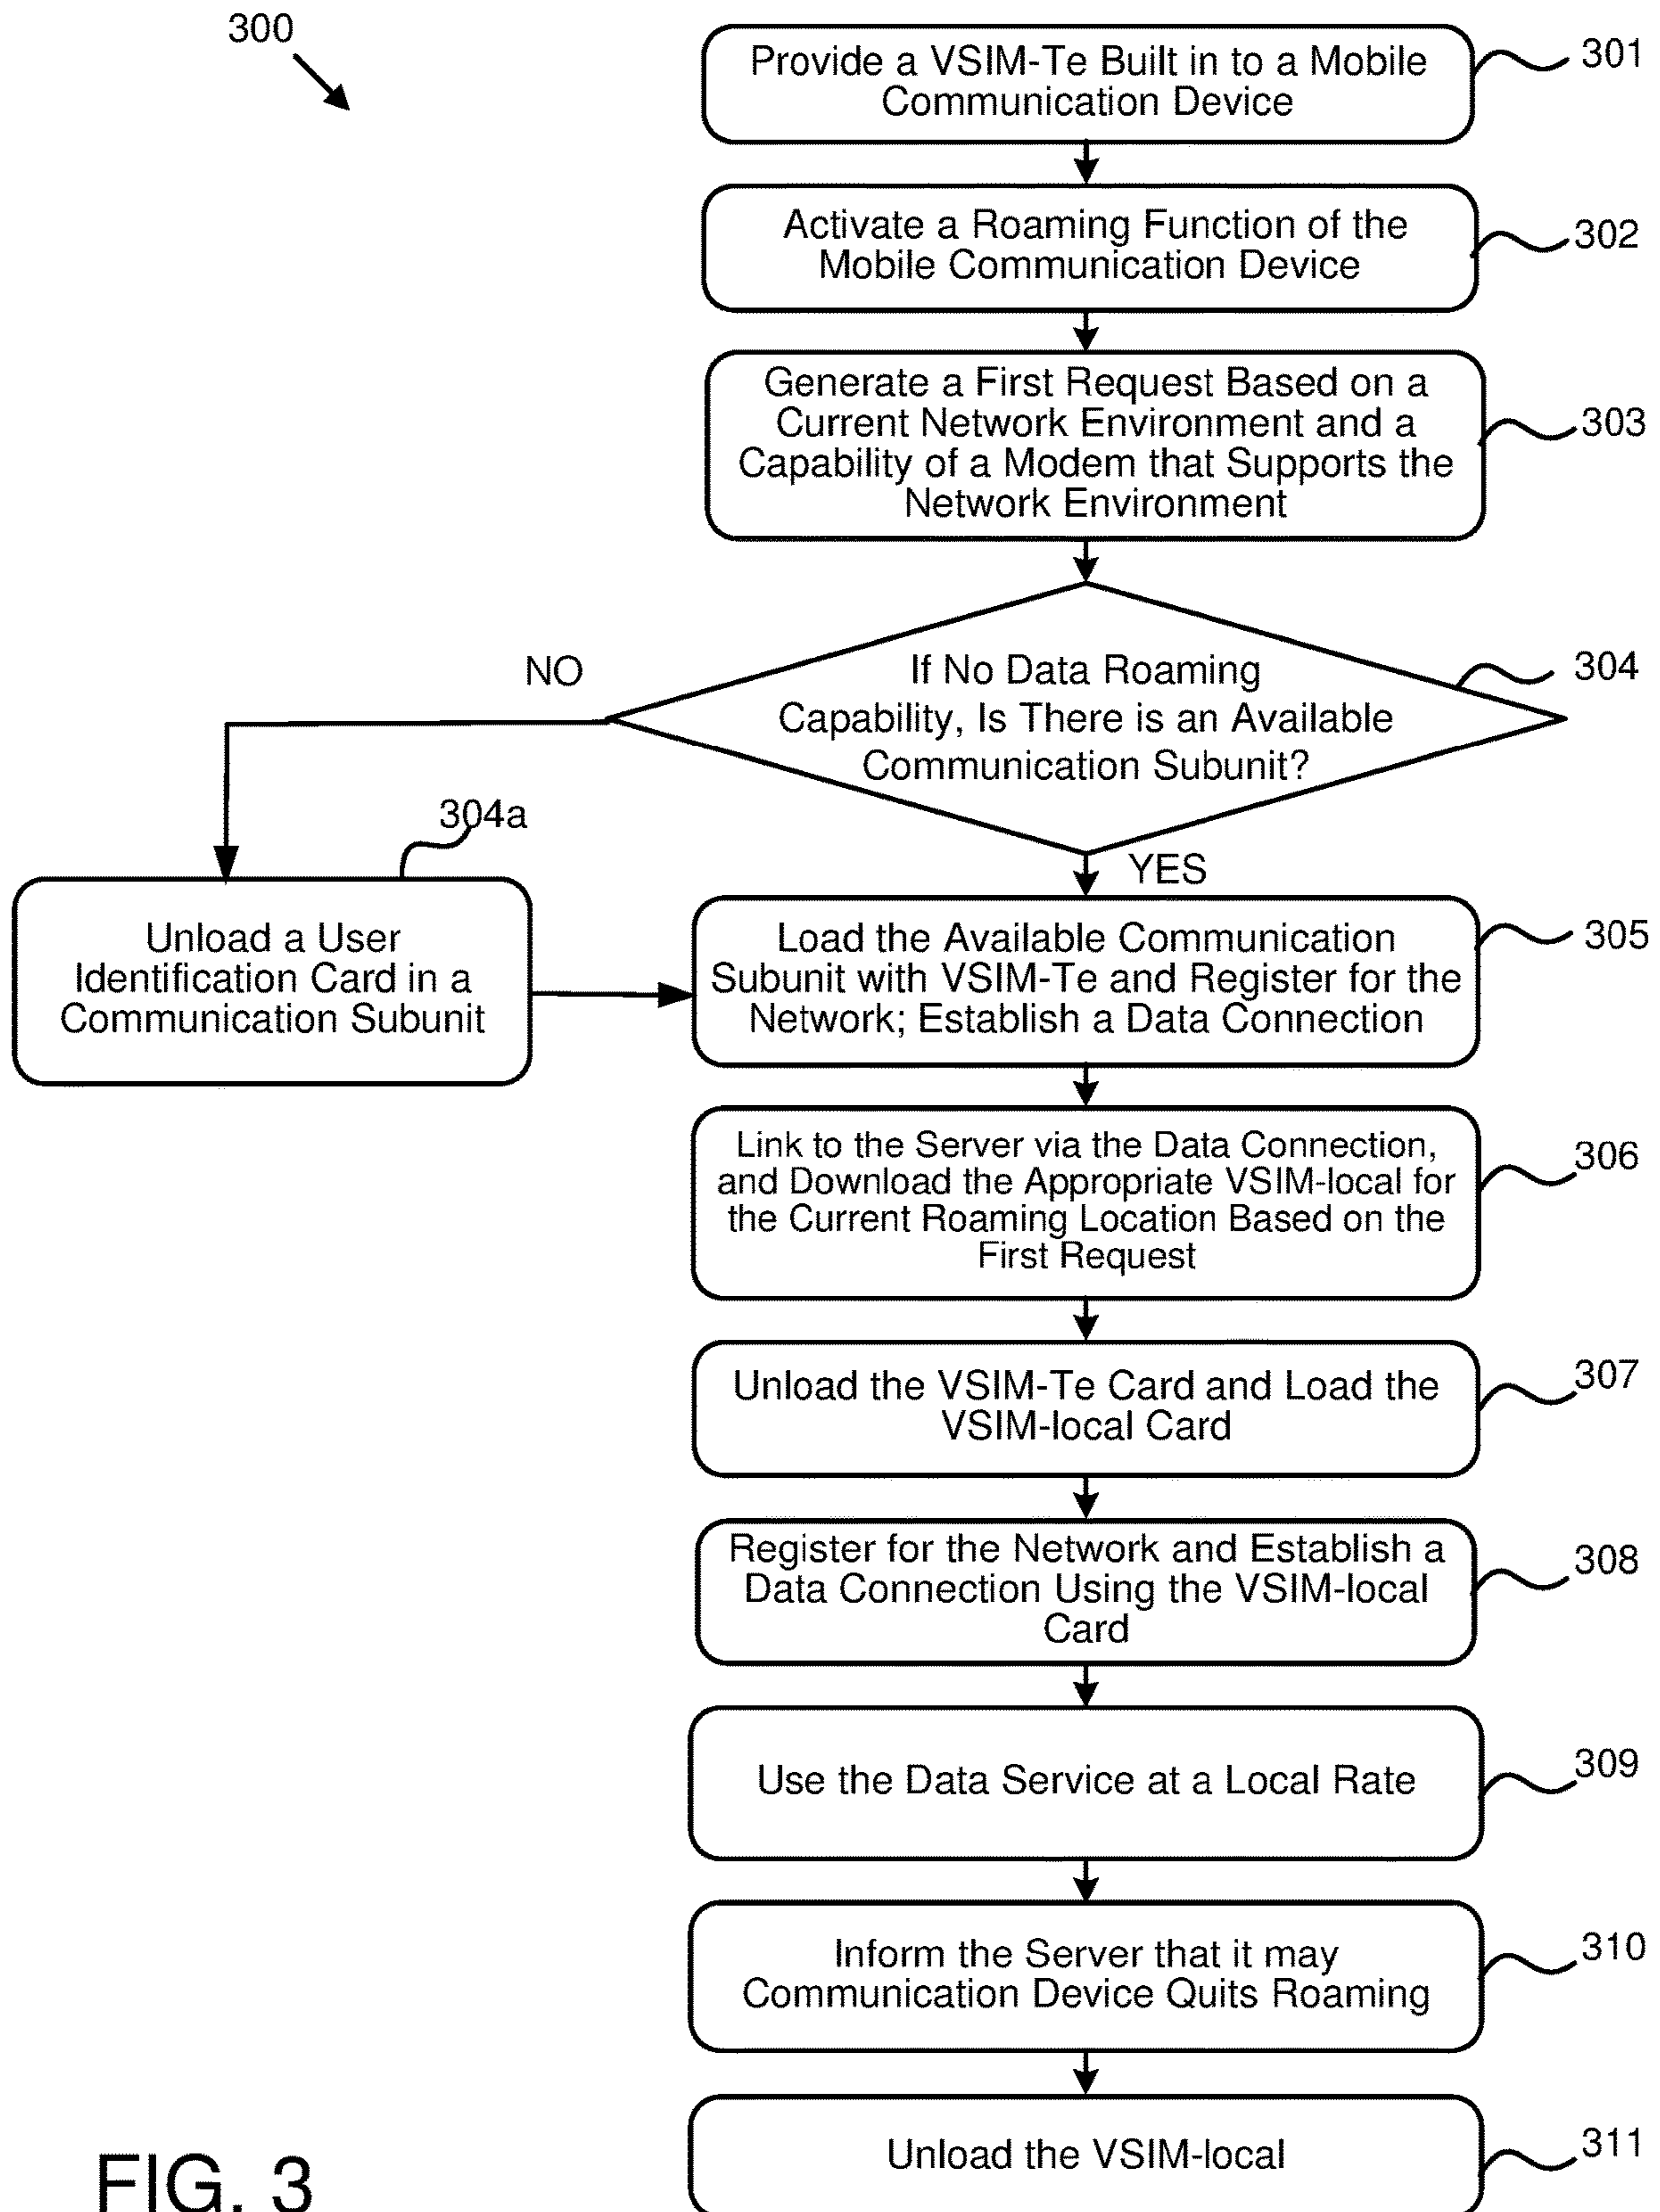 300
Provide a VSIM-Te Built in to a Mobile
Communication Device
301
Activate a Roaming Function of the
Mobile Communication Device
302
Generate a First Request Based on a
Current Network Environment and a
Capability of a Modem that Supports the
Network Environment
303
If No Data Roaming
Capability, Is There is an Available
Communication Subunit?
304
NO
YES
304a
Unload a User
Identification Card in a
Communication Subunit
Load the Available Communication
Subunit with VSIM-Te and Register for the
Network; Establish a Data Connection
305
Link to the Server via the Data Connection,
and Download the Appropriate VSIM-local for
the Current Roaming Location Based on the
First Request
306
Unload the VSIM-Te Card and Load the
VSIM-local Card
307
Register for the Network and Establish a
Data Connection Using the VSIM-local
Card
308
Use the Data Service at a Local Rate
309
Inform the Server that it may
Communication Device Quits Roaming
310
Unload the VSIM-local
311
FIG. 3